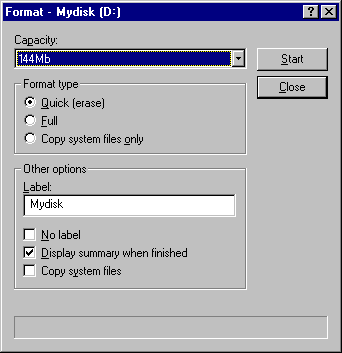 Format - Mydisk (D:)
Capacity:
144Mb
Start
Close
Format type
Quick (erase)
Full
Copy system files only
Other options
Label:
Mydisk
No label
Display summary when finished
Copy system files